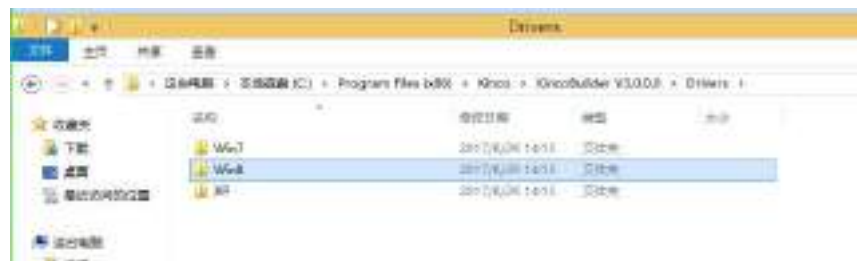 Drivers
文件 主页 共享 查看
这台电脑 本地磁盘 (C:) Program Files (x86) Kinco KincoBuilder V3.0.0.0 Drivers
名称 修改日期 类型 大小
收藏夹
下载
桌面
最近访问的位置
这台电脑
Win7 文件夹
Win8 文件夹
XP 文件夹